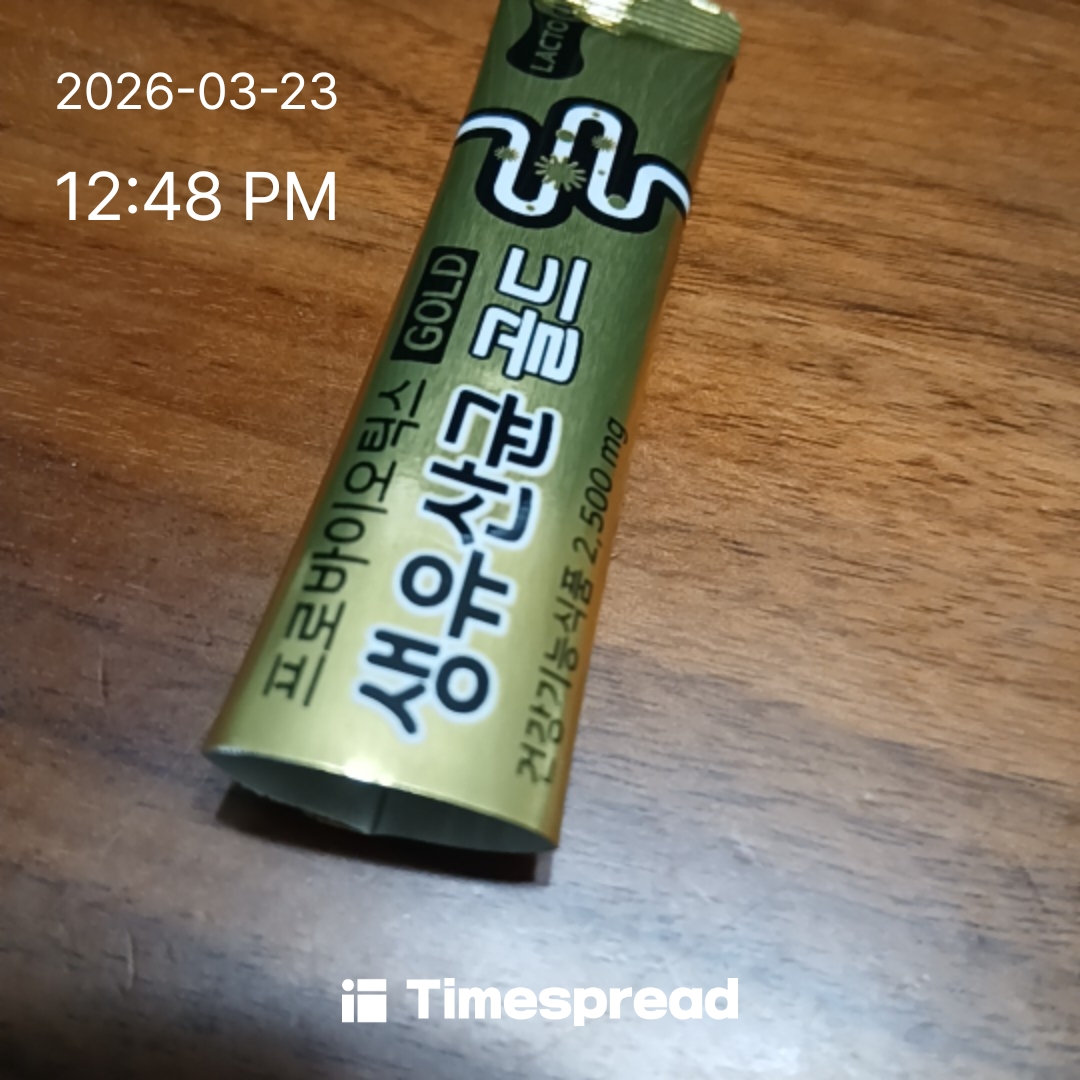 2026-03-23
12:48 PM
프로바이오틱스 GOLD
생유산균 골드
건강기능식품 2,500 mg
Timespread